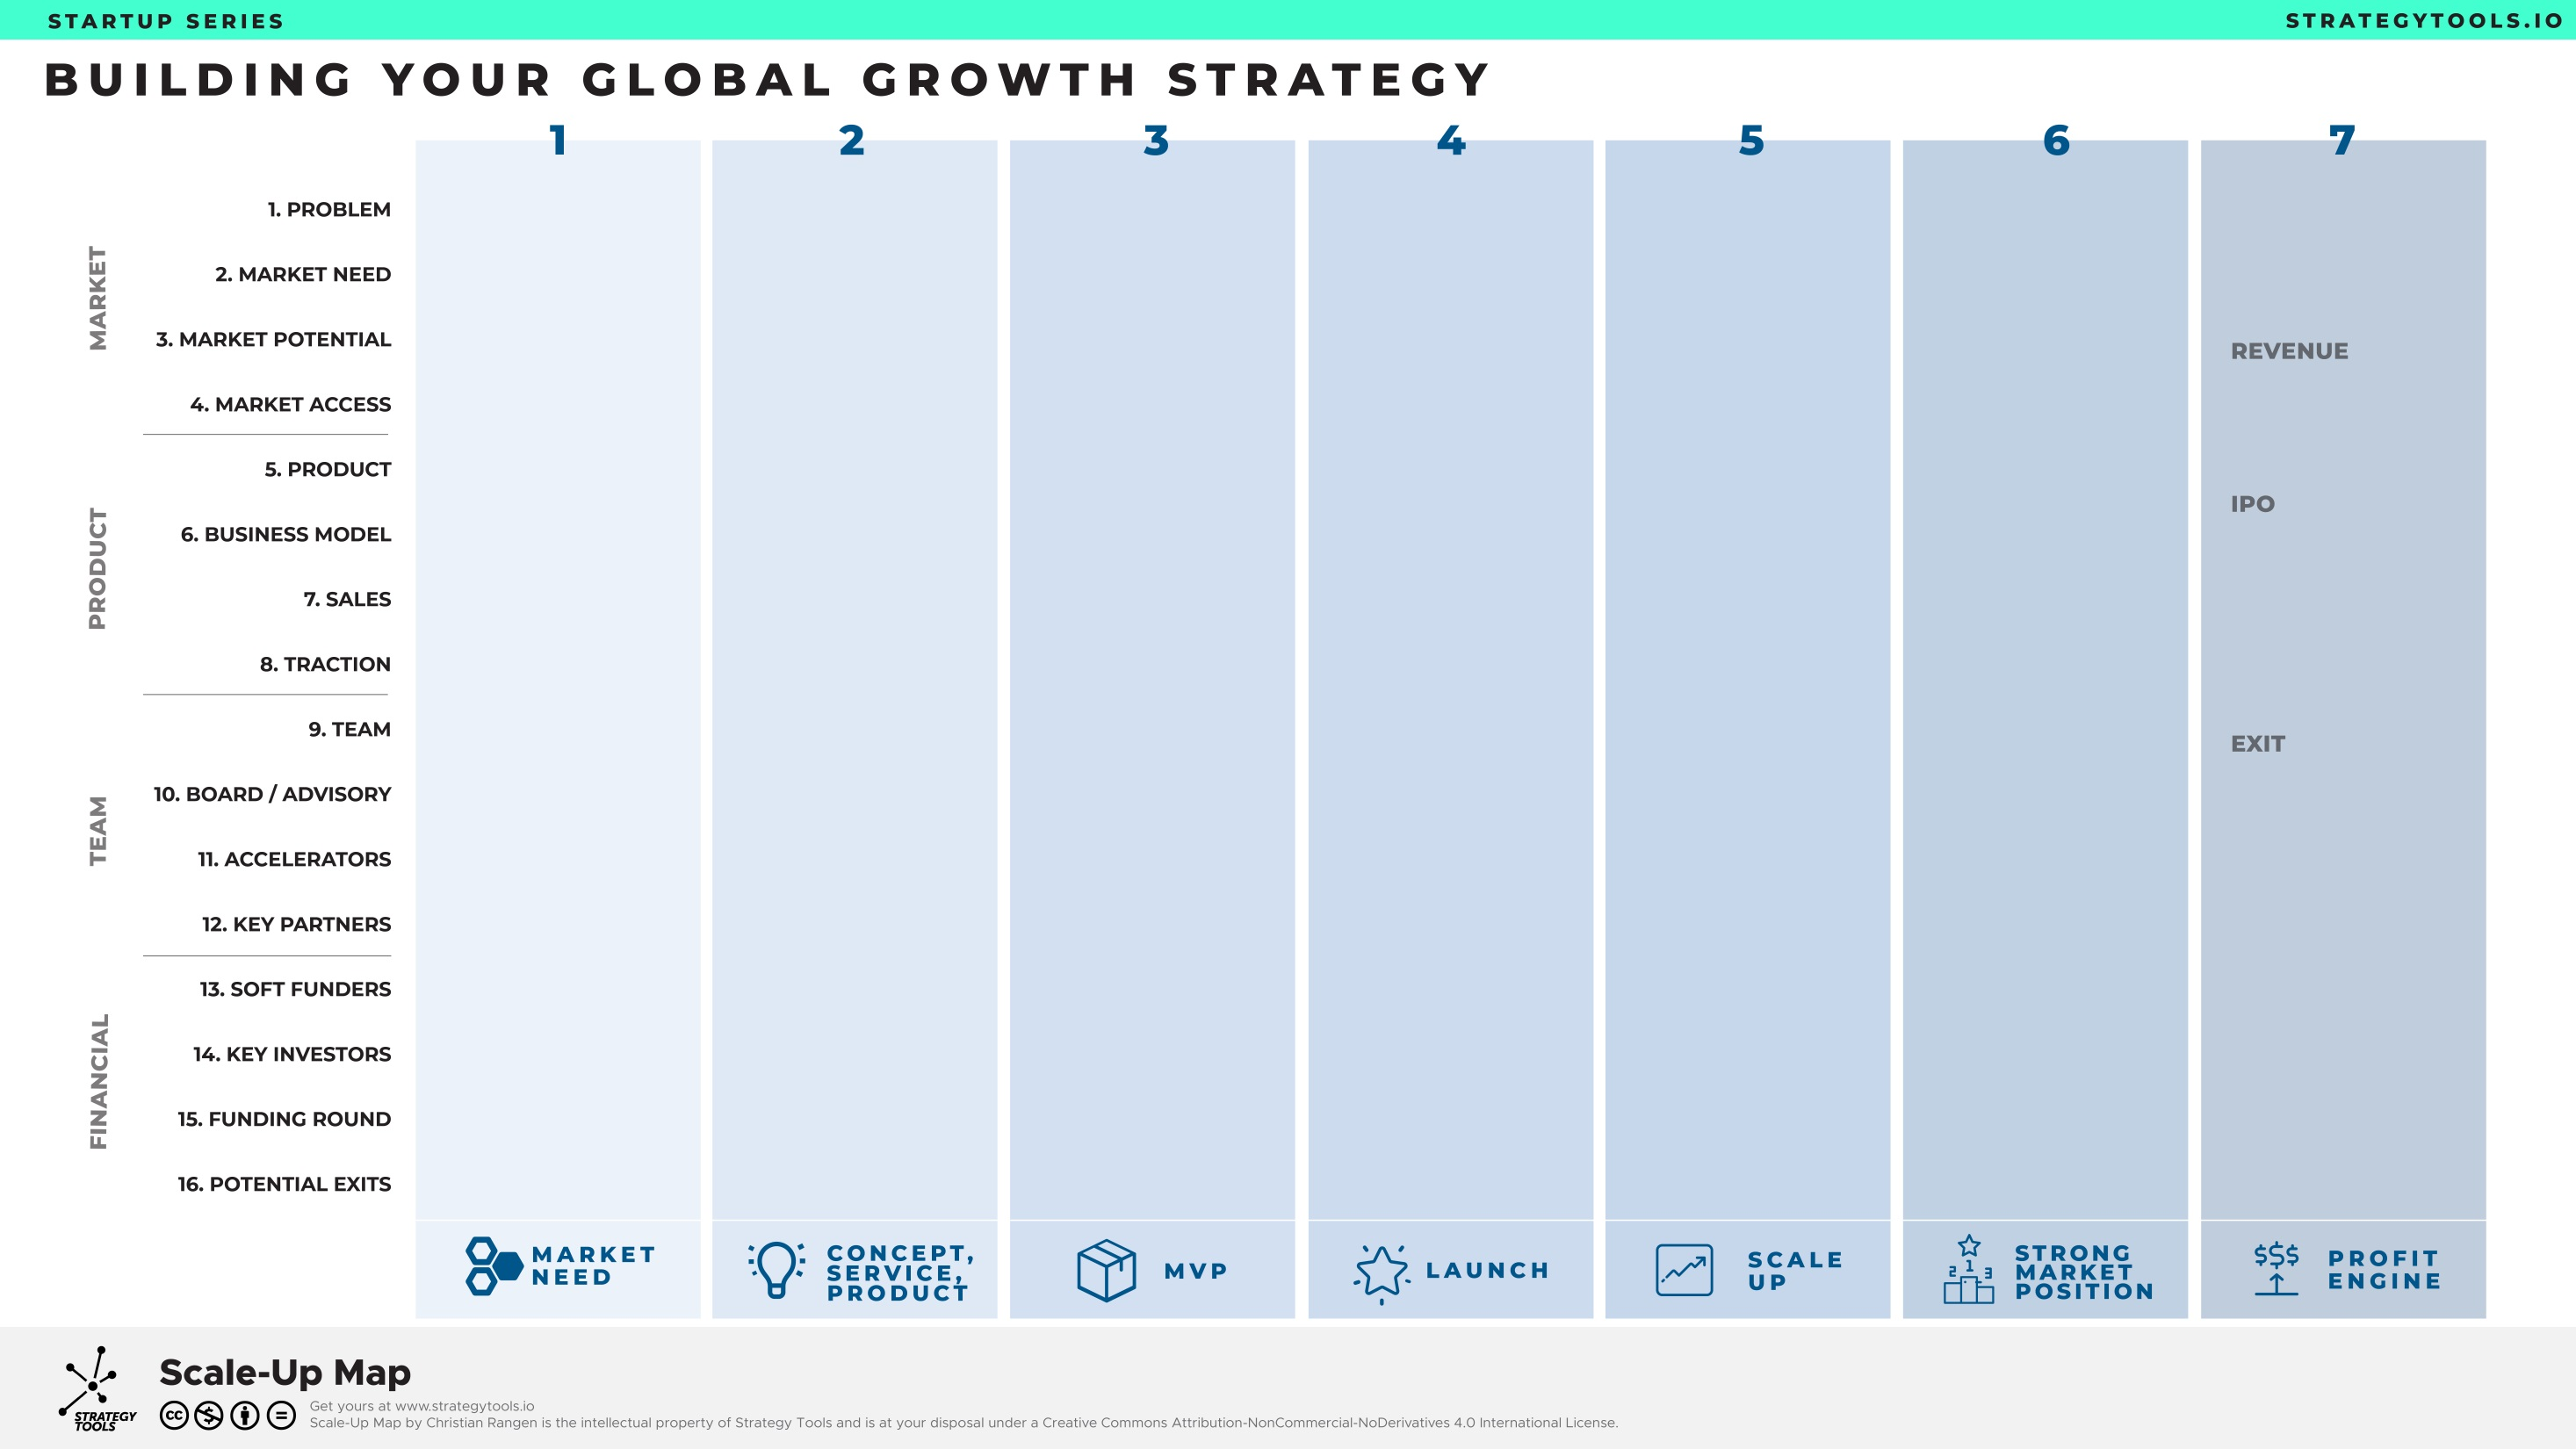 STARTUP SERIES
STRATEGYTOOLS.IO
BUILDING YOUR GLOBAL GROWTH STRATEGY
1 2 3 4 5 6 7
MARKET
1. PROBLEM
2. MARKET NEED
3. MARKET POTENTIAL
4. MARKET ACCESS
PRODUCT
5. PRODUCT
6. BUSINESS MODEL
7. SALES
8. TRACTION
TEAM
9. TEAM
10. BOARD / ADVISORY
11. ACCELERATORS
12. KEY PARTNERS
FINANCIAL
13. SOFT FUNDERS
14. KEY INVESTORS
15. FUNDING ROUND
16. POTENTIAL EXITS
REVENUE
IPO
EXIT
MARKET
NEED
CONCEPT,
SERVICE,
PRODUCT
MVP
LAUNCH
SCALE
UP
2 1 3
STRONG
MARKET
POSITION
$$$
PROFIT
ENGINE
STRATEGY
TOOLS
Scale-Up Map
cc
Get yours at www.strategytools.io
Scale-Up Map by Christian Rangen is the intellectual property of Strategy Tools and is at your disposal under a Creative Commons Attribution-NonCommercial-NoDerivatives 4.0 International License.